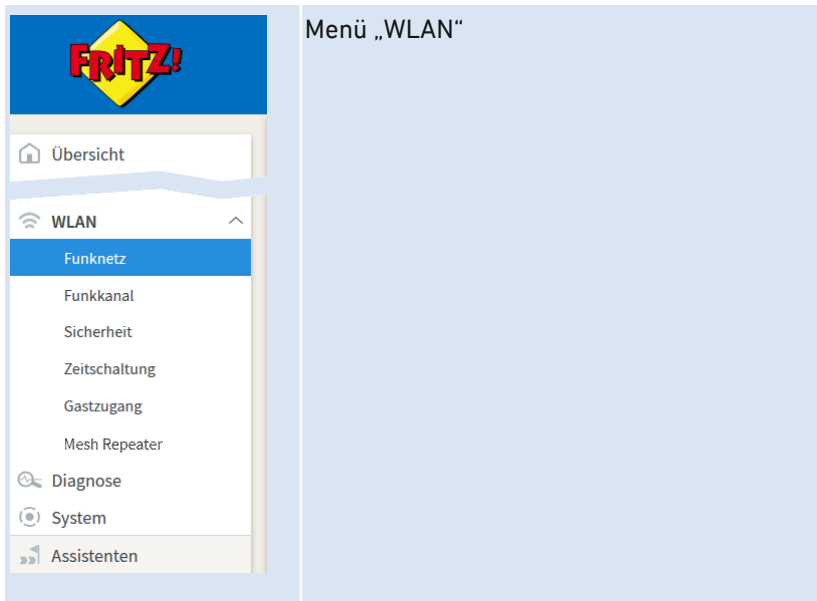 FRITZ!
Menü „WLAN“
Übersicht
WLAN
Funknetz
Funkkanal
Sicherheit
Zeitschaltung
Gastzugang
Mesh Repeater
Diagnose
System
Assistenten